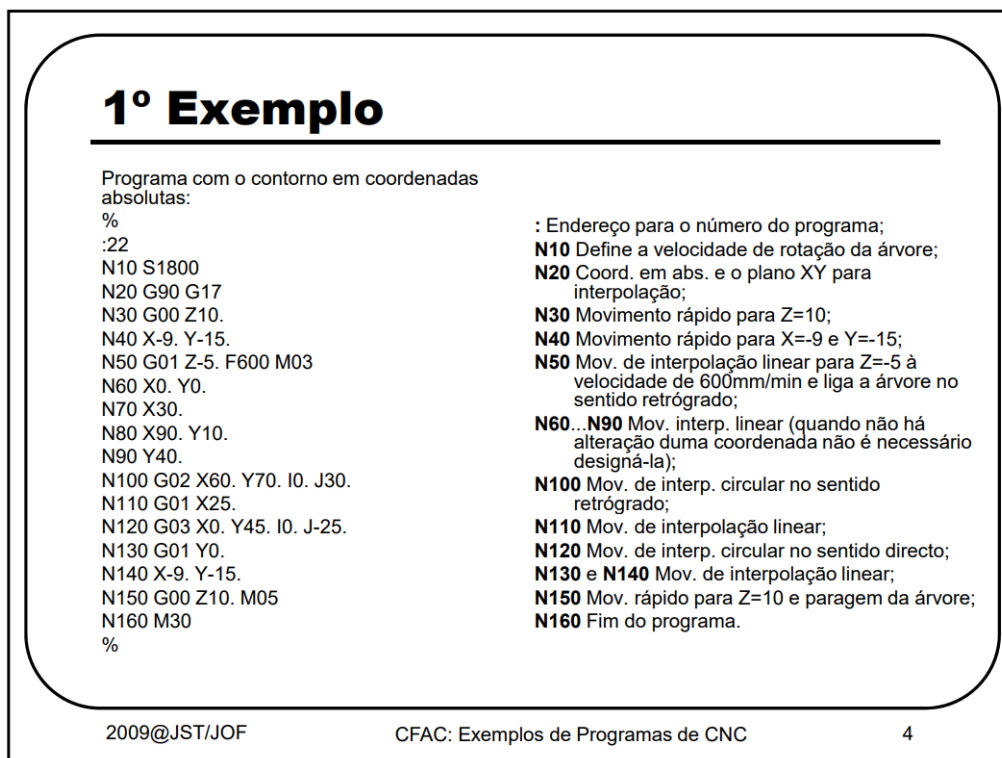 1º Exemplo
Programa com o contorno em coordenadas
absolutas:
%
:22
N10 S1800
N20 G90 G17
N30 G00 Z10.
N40 X-9. Y-15.
N50 G01 Z-5. F600 M03
N60 X0. Y0.
N70 X30.
N80 X90. Y10.
N90 Y40.
N100 G02 X60. Y70. I0. J30.
N110 G01 X25.
N120 G03 X0. Y45. I0. J-25.
N130 G01 Y0.
N140 X-9. Y-15.
N150 G00 Z10. M05
N160 M30
%
: Endereço para o número do programa;
N10 Define a velocidade de rotação da árvore;
N20 Coord. em abs. e o plano XY para
interpolação;
N30 Movimento rápido para Z=10;
N40 Movimento rápido para X=-9 e Y=-15;
N50 Mov. de interpolação linear para Z=-5 à
velocidade de 600mm/min e liga a árvore no
sentido retrógrado;
N60...N90 Mov. interp. linear (quando não há
alteração duma coordenada não é necessário
designá-la);
N100 Mov. de interp. circular no sentido
retrógrado;
N110 Mov. de interpolação linear;
N120 Mov. de interp. circular no sentido directo;
N130 e N140 Mov. de interpolação linear;
N150 Mov. rápido para Z=10 e paragem da árvore;
N160 Fim do programa.
2009@JST/JOF
CFAC: Exemplos de Programas de CNC
4